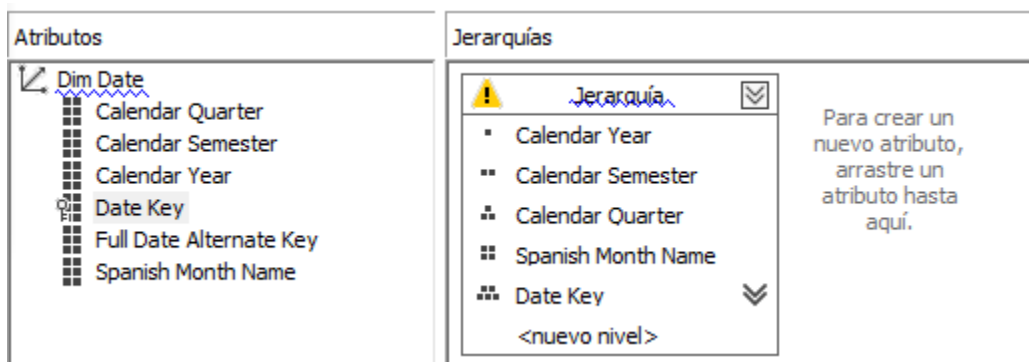 Atributos
Dim Date
Calendar Quarter
Calendar Semester
Calendar Year
Date Key
Full Date Alternate Key
Spanish Month Name
Jerarquías
Jerarquía
Calendar Year
Calendar Semester
Calendar Quarter
Spanish Month Name
Date Key
<nuevo nivel>
Para crear un
nuevo atributo,
arrastre un
atributo hasta
aquí.